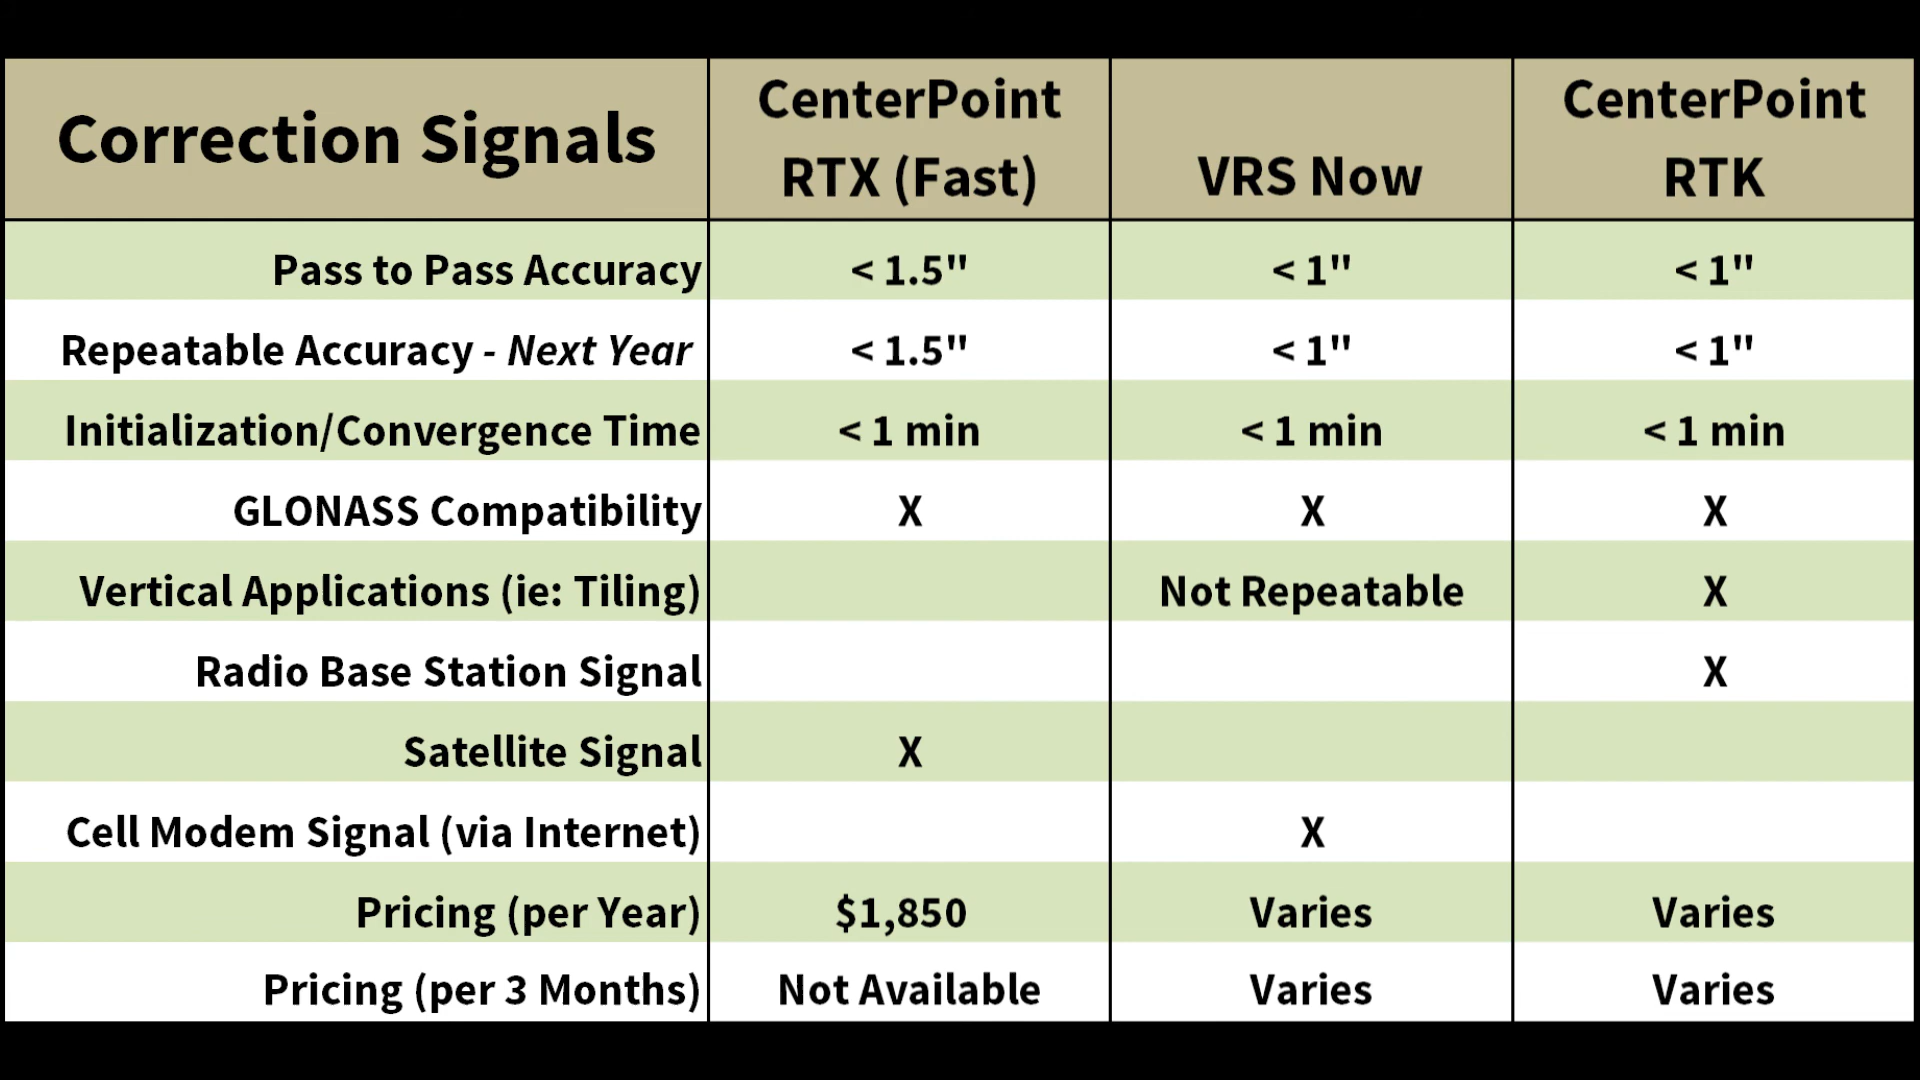 Correction Signals CenterPoint RTX (Fast) VRS Now CenterPoint RTK
Pass to Pass Accuracy < 1.5" < 1" < 1"
Repeatable Accuracy - Next Year < 1.5" < 1" < 1"
Initialization/Convergence Time < 1 min < 1 min < 1 min
GLONASS Compatibility X X X
Vertical Applications (ie: Tiling) Not Repeatable X
Radio Base Station Signal X
Satellite Signal X
Cell Modem Signal (via Internet) X
Pricing (per Year) $1,850 Varies Varies
Pricing (per 3 Months) Not Available Varies Varies